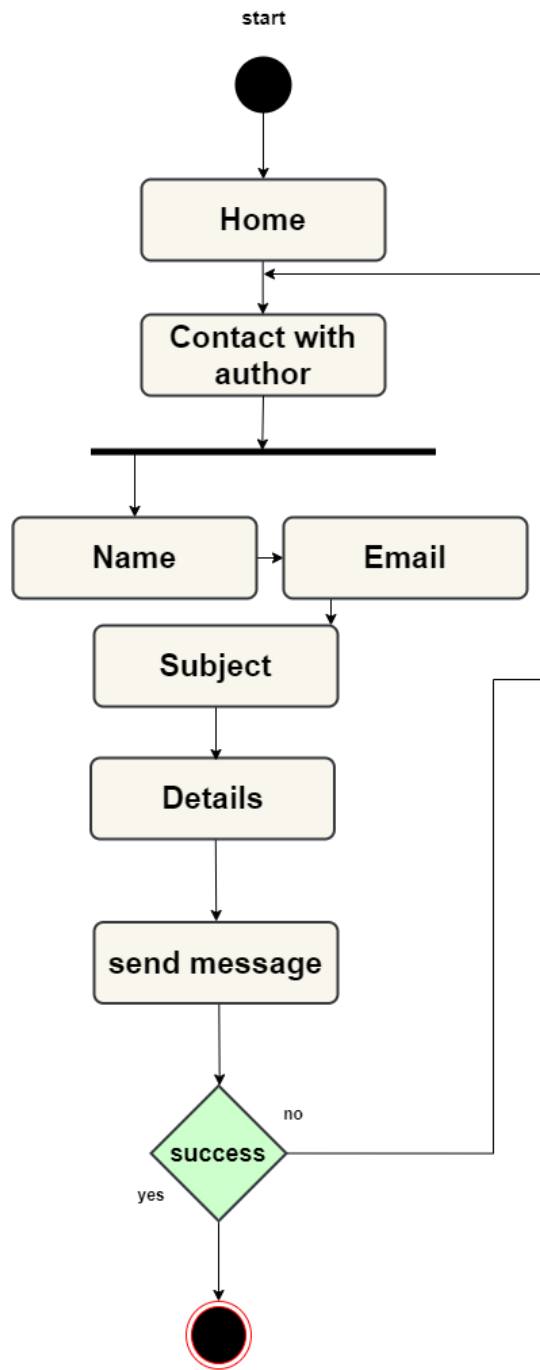 start
Home
Contact with
author
Name
Email
Subject
Details
send message
no
success
yes